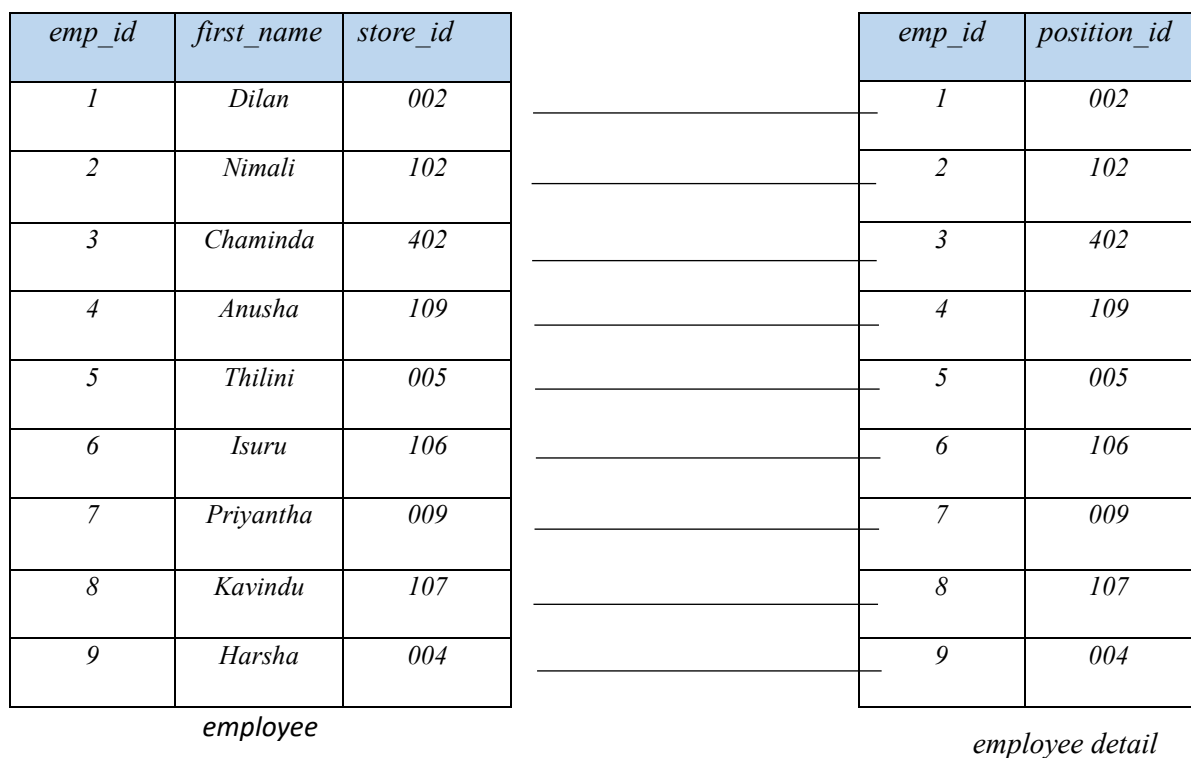 emp_id first_name store_id emp_id position_id
1 Dilan 002 1 002
2 Nimali 102 2 102
3 Chaminda 402 3 402
4 Anusha 109 4 109
5 Thilini 005 5 005
6 Isuru 106 6 106
7 Priyantha 009 7 009
8 Kavindu 107 8 107
9 Harsha 004 9 004
employee
employee detail